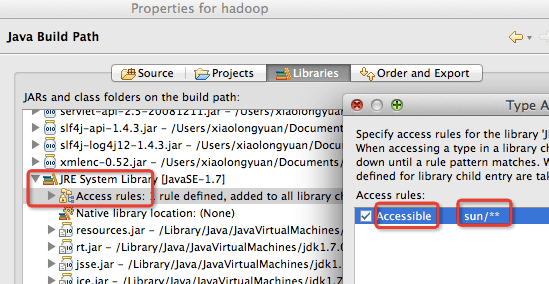 Properties for hadoop
Java Build Path
Source Projects Libraries Order and Export
JARs and class folders on the build path:
servlet-api-2.5-20081211.jar - /Users/xiaolongyuan/Docum
slf4j-api-1.4.3.jar - /Users/xiaolongyuan/Document
slf4j-log4j12-1.4.3.jar - /Users/xiaolongyuan/Docu
xmlenc-0.52.jar - /Users/xiaolongyuan/Documents/
JRE System Library [JavaSE-1.7]
Access rules: rule defined, added to all library ch
Native library location: (None)
resources.jar - /Library/Java/JavaVirtualMachines/
rt.jar - /Library/Java/JavaVirtualMachines/jdk1.7.0
jsse.jar - /Library/Java/JavaVirtualMachines/jdk1.
jce.jar - /Library/Java/JavaVirtualMachines/jdk1.7
Type A
Specify access rules for the library 'J
When accessing a type in a library ch
down until a rule pattern matches. W
defined for library child entry are tak
Access rules:
Accessible sun/**